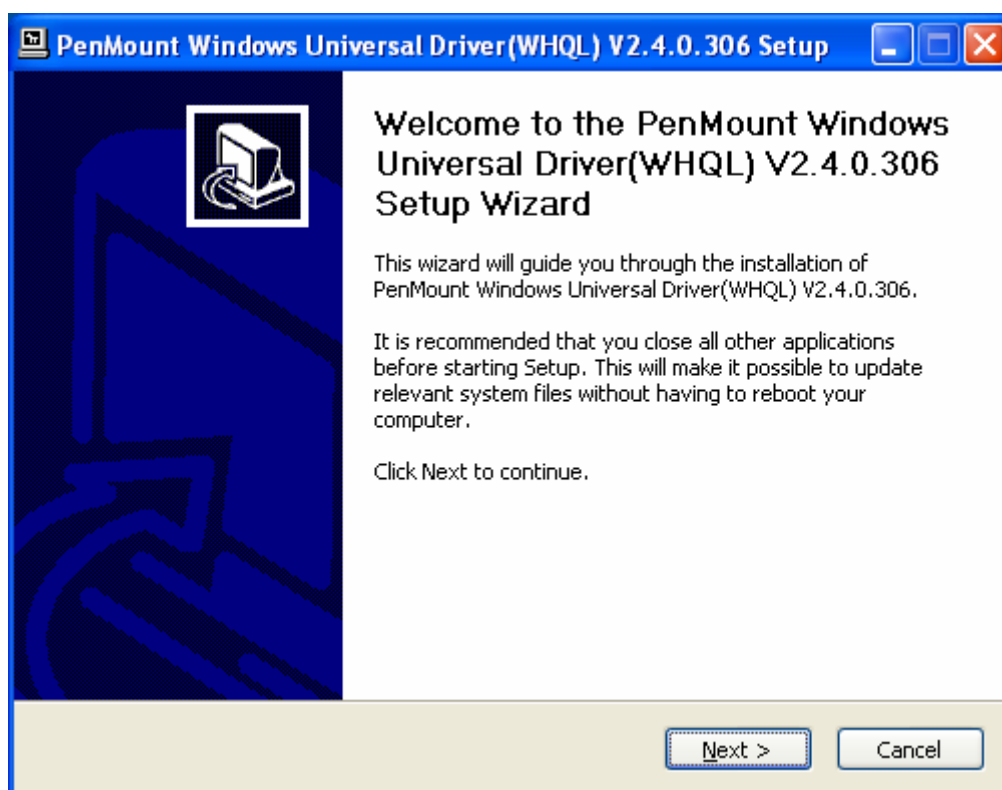 PenMount Windows Universal Driver(WHQL) V2.4.0.306 Setup
Welcome to the PenMount Windows
Universal Driver(WHQL) V2.4.0.306
Setup Wizard
This wizard will guide you through the installation of
PenMount Windows Universal Driver(WHQL) V2.4.0.306.
It is recommended that you close all other applications
before starting Setup. This will make it possible to update
relevant system files without having to reboot your
computer.
Click Next to continue.
Next >
Cancel